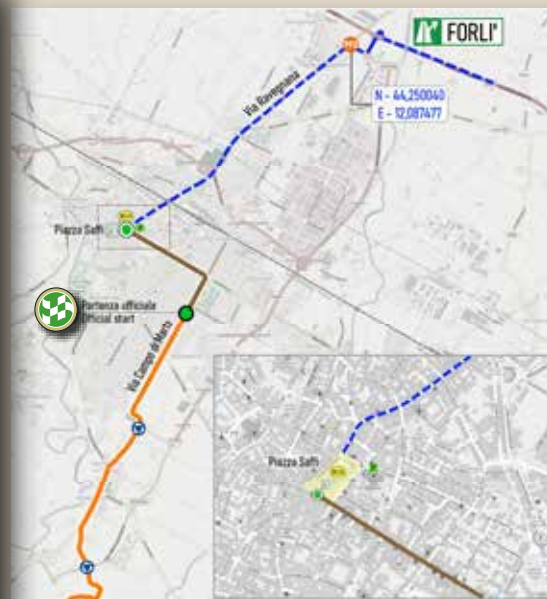 FORLI'
Via Ravegnana
N - 44,250040
E - 12,087477
Piazza Saffi
Partenza ufficiale
Official start
Via Campo di Marte
Piazza Saffi